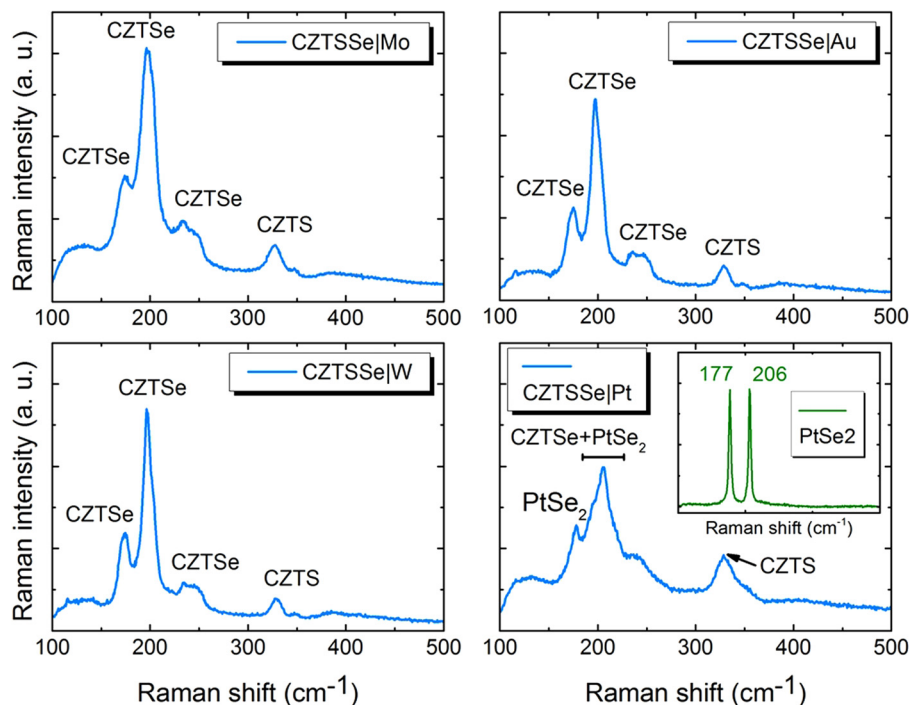 Raman intensity (a. u.)
CZTSe
CZTSSe|Mo
CZTSe
CZTSe
CZTS
100 200 300 400 500
CZTSSe|Au
CZTSe
CZTSe
CZTSe
CZTS
100 200 300 400 500
Raman intensity (a. u.)
CZTSSe|W
CZTSe
CZTSe
CZTSe
CZTS
100 200 300 400 500
Raman shift (cm⁻¹)
CZTSSe|Pt
CZTSe+PtSe₂
PtSe₂
CZTS
177 206
PtSe2
Raman shift (cm⁻¹)
100 200 300 400 500
Raman shift (cm⁻¹)